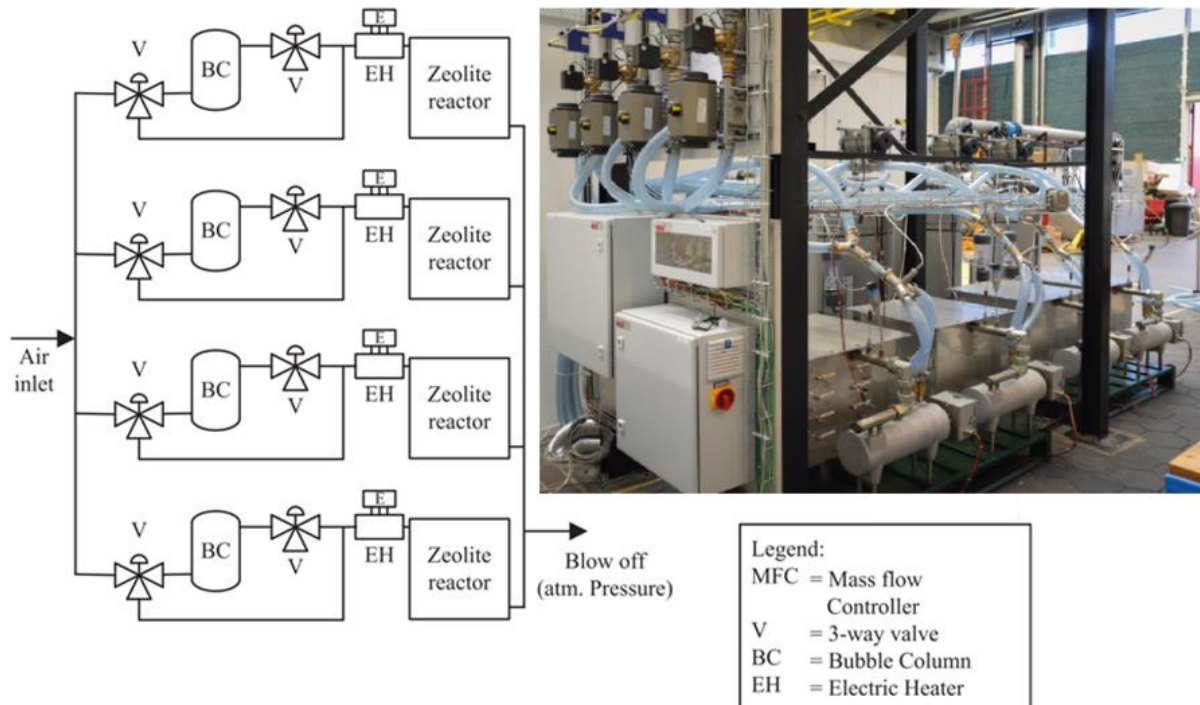 V
BC
V
E
EH
Zeolite
reactor
V
BC
V
E
EH
Zeolite
reactor
Air
inlet
V
BC
V
E
EH
Zeolite
reactor
V
BC
V
E
EH
Zeolite
reactor
Blow off
(atm. Pressure)
Legend:
MFC = Mass flow
Controller
V = 3-way valve
BC = Bubble Column
EH = Electric Heater